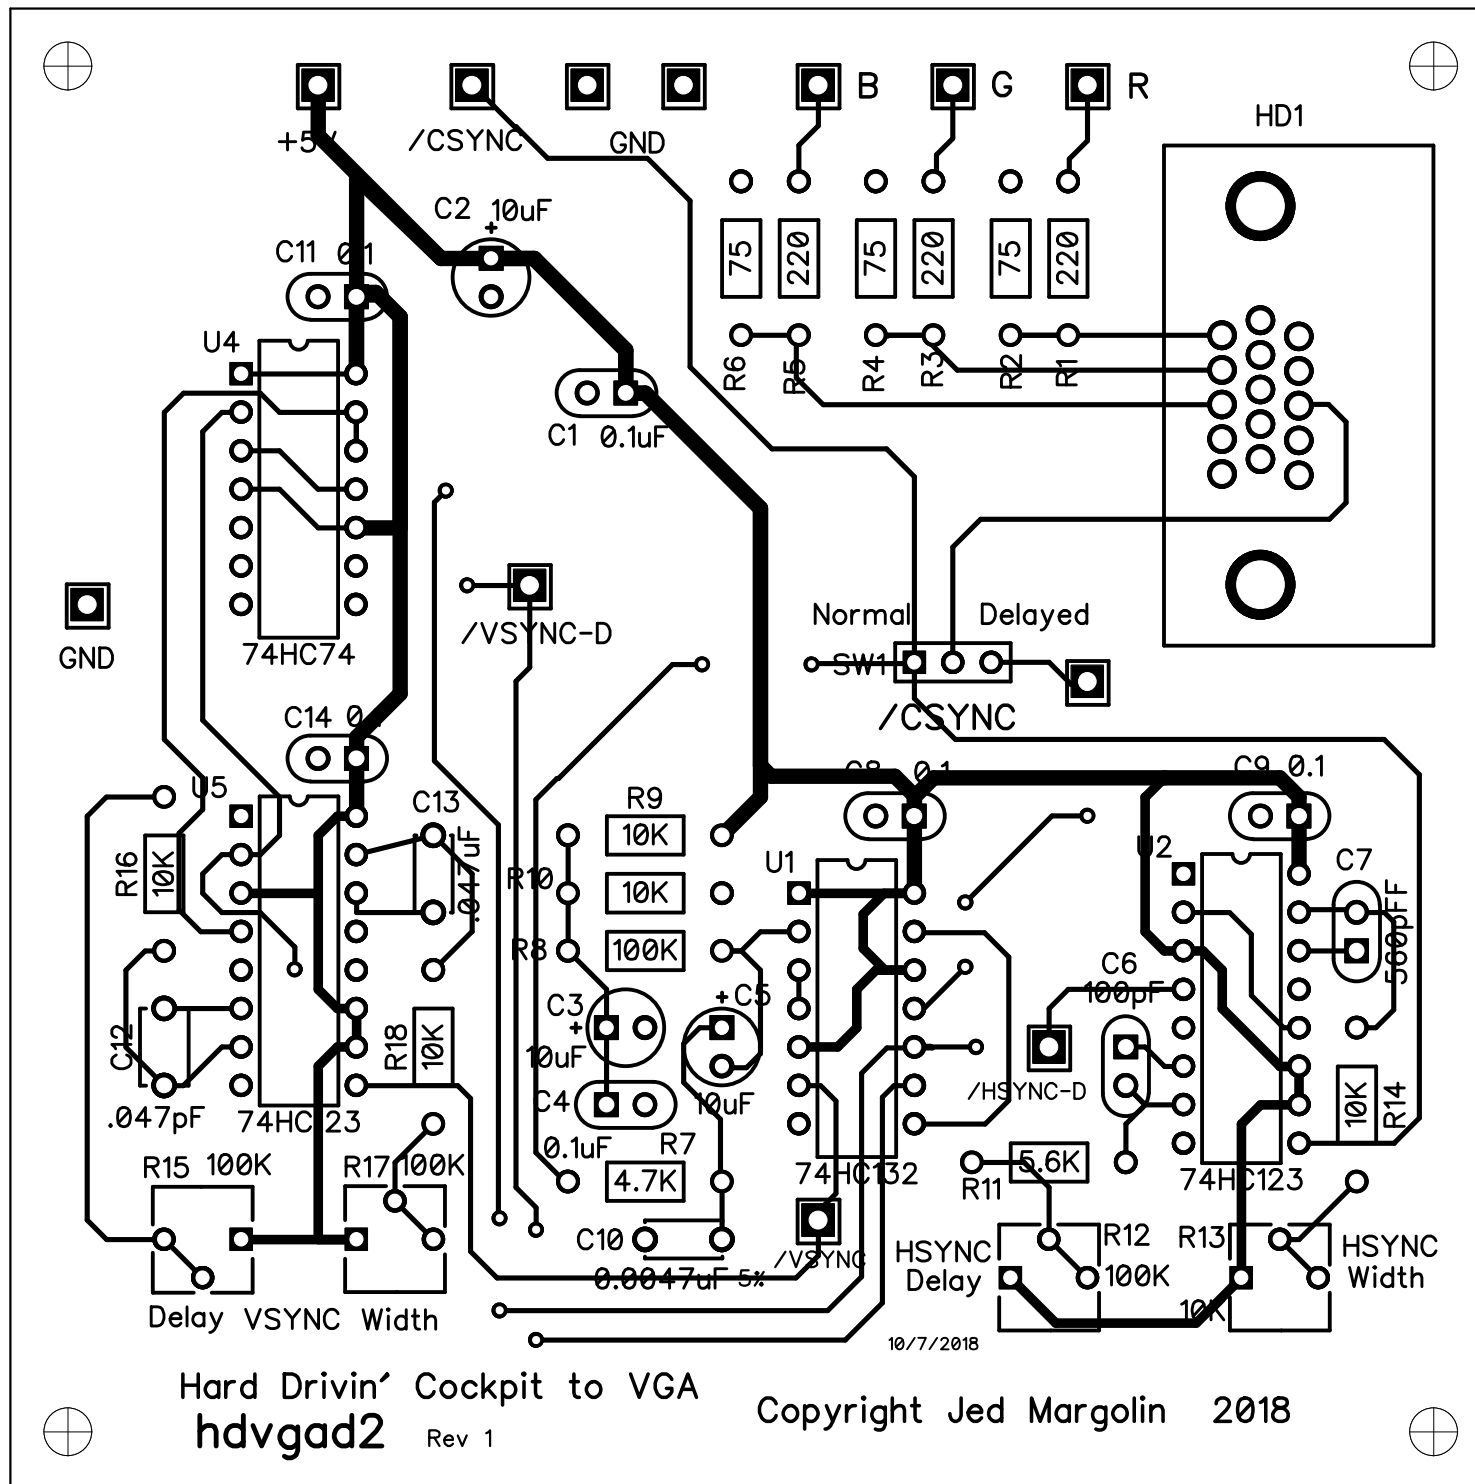 B G R
HD1
+5V /CSYNC GND
C2 10uF
+
C11 0.1
75 220 75 220 75 220
U4
R6 R5 R4 R3 R2 R1
C1 0.1uF
Normal Delayed
/VSYNC-D
74HC74
GND
SW1
/CSYNC
C14
C8 0.1 C9 0.1
U5
C13
.047uF
R9
10K
R16
10K
R10
10K
U1
U2
C7
560pFF
R8
100K
C6
100pF
C3
+
10uF
+
C5
10uF
C12
.047pF
R18
10K
/HSYNC-D
10K
R14
C4
0.1uF
74HC123
R7
4.7K
74HC132
R11
5.6K
74HC123
R15 100K
R17 100K
C10
0.0047uF 5%
/VSYNC
HSYNC
Delay
R12
100K
R13
10K
HSYNC
Width
Delay VSYNC Width
10/7/2018
Hard Drivin' Cockpit to VGA
hdvgad2 Rev 1
Copyright Jed Margolin 2018